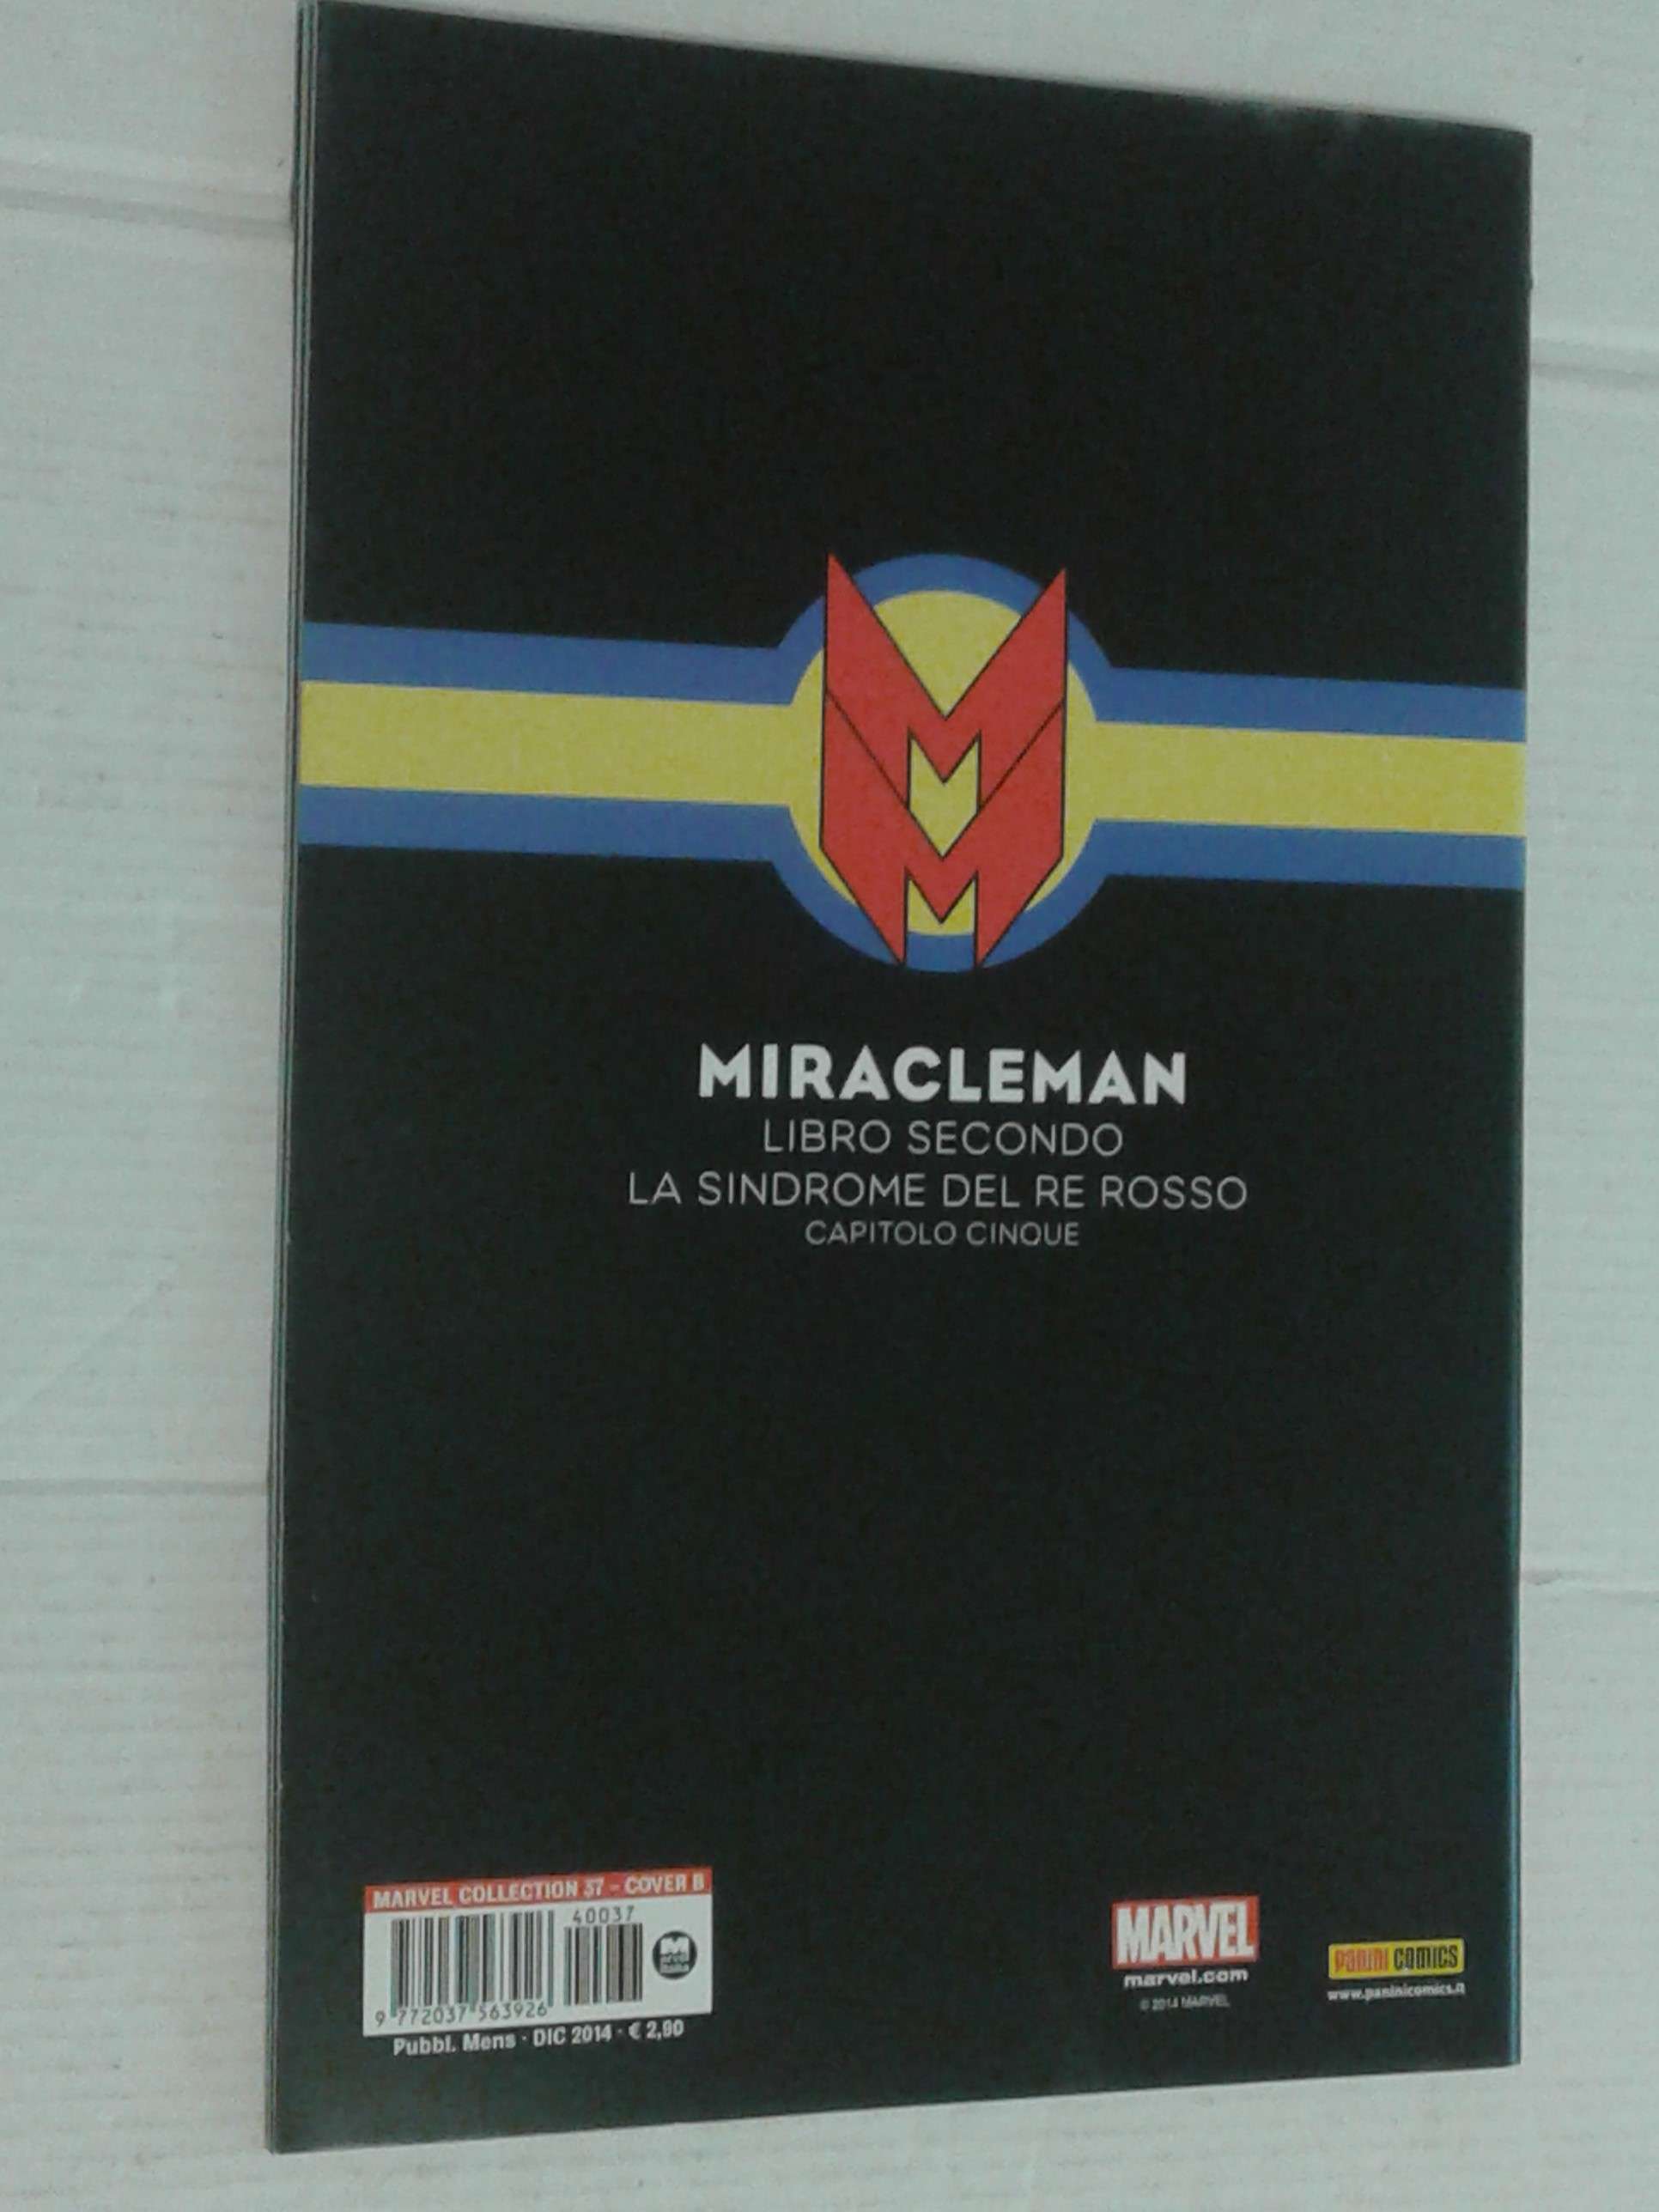 MIRACLEMAN
LIBRO SECONDO
LA SINDROME DEL RE ROSSO
CAPITOLO CINQUE
MARVEL COLLECTION 37 - COVER B
40037
9 772037 563926
Pubbl. Mens · DIC 2014 · € 2,90
MARVEL
marvel.com
© 2014 MARVEL
PANINI COMICS
www.paninicomics.it